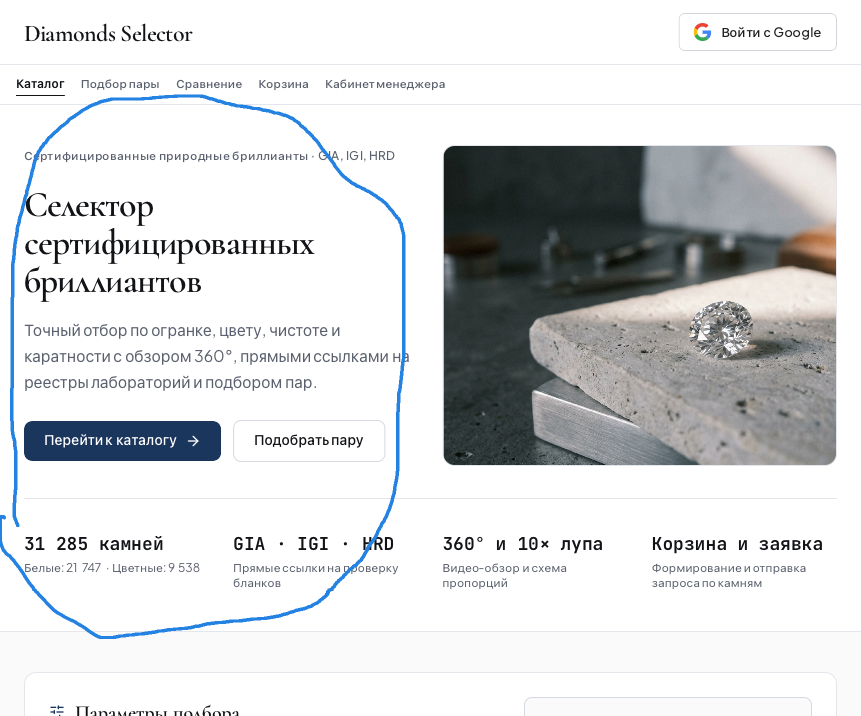 Diamonds Selector
Войти с Google
Каталог Подбор пары Сравнение Корзина Кабинет менеджера
Сертифицированные природные бриллианты · GIA, IGI, HRD
Селектор
сертифицированных
бриллиантов
Точный отбор по огранке, цвету, чистоте и
каратности с обзором 360°, прямыми ссылками на
реестры лабораторий и подбором пар.
Перейти к каталогу →
Подобрать пару
31 285 камней
Белые: 21 747 · Цветные: 9 538
GIA · IGI · HRD
Прямые ссылки на проверку
бланков
360° и 10× лупа
Видео-обзор и схема
пропорций
Корзина и заявка
Формирование и отправка
запроса по камням
Параметры подбора